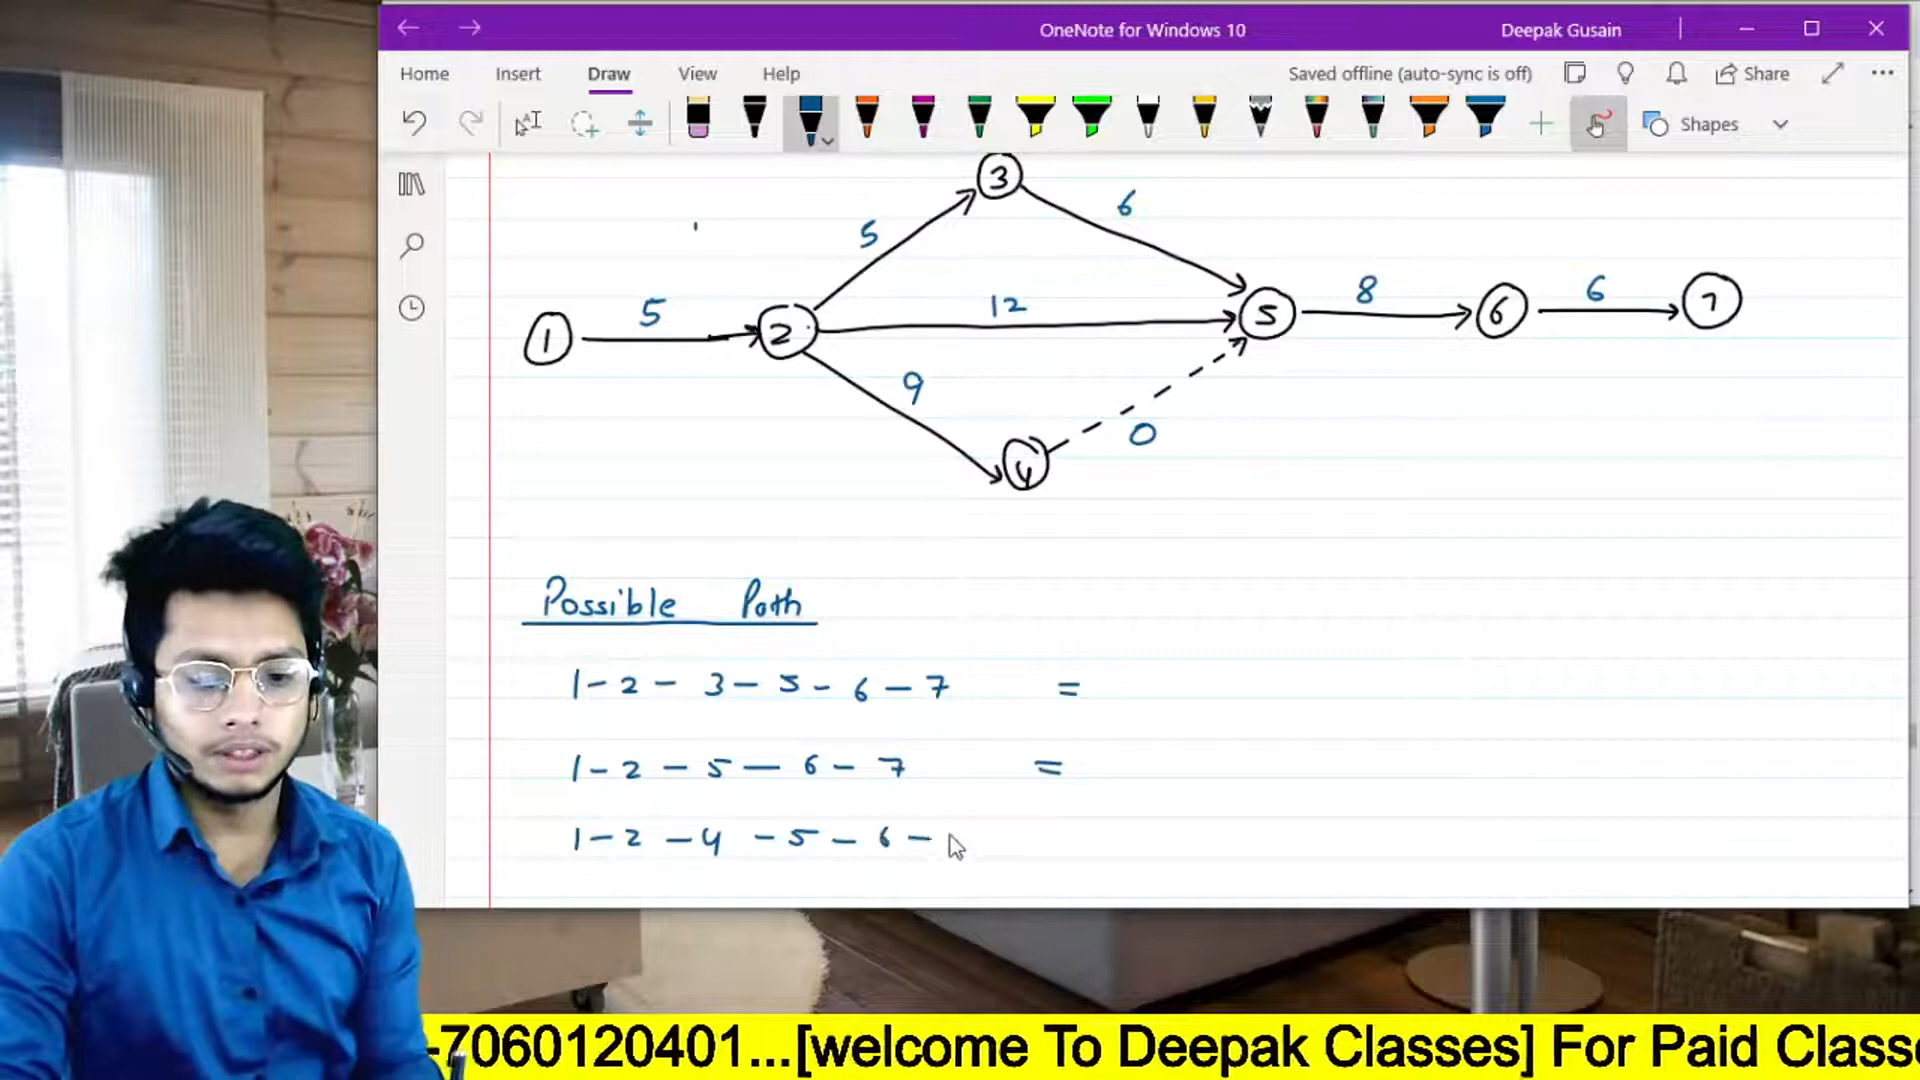 OneNote for Windows 10 Deepak Gusain
Home Insert Draw View Help Saved offline (auto-sync is off) Share
Shapes
3
5 6
5 12 8 6
1 2 5 6 7
9
0
4
Possible Path
1 - 2 - 3 - 5 - 6 - 7 =
1 - 2 - 5 - 6 - 7 =
1 - 2 - 4 - 5 - 6 -
-7060120401...[welcome To Deepak Classes] For Paid Classe